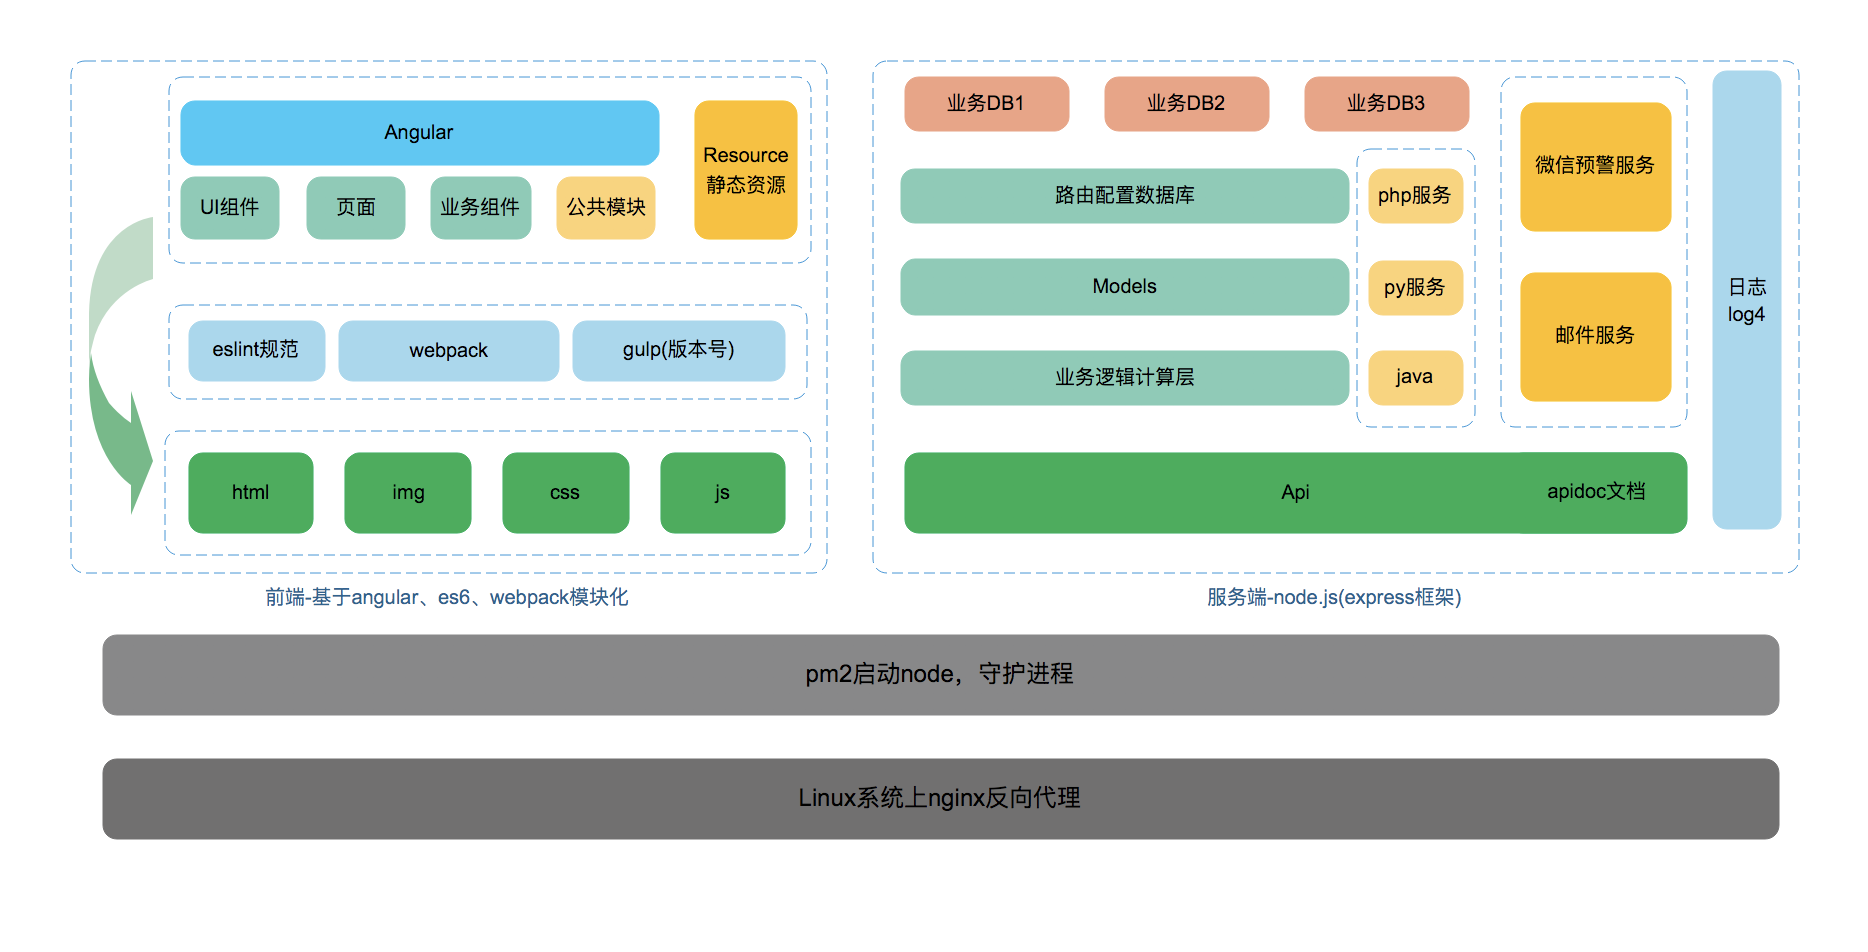 Angular
Resource
静态资源
UI组件
页面
业务组件
公共模块
eslint规范
webpack
gulp(版本号)
html
img
css
js
前端-基于angular、es6、webpack模块化
业务DB1
业务DB2
业务DB3
路由配置数据库
php服务
Models
py服务
业务逻辑计算层
java
微信预警服务
邮件服务
日志
log4
Api
apidoc文档
服务端-node.js(express框架)
pm2启动node，守护进程
Linux系统上nginx反向代理